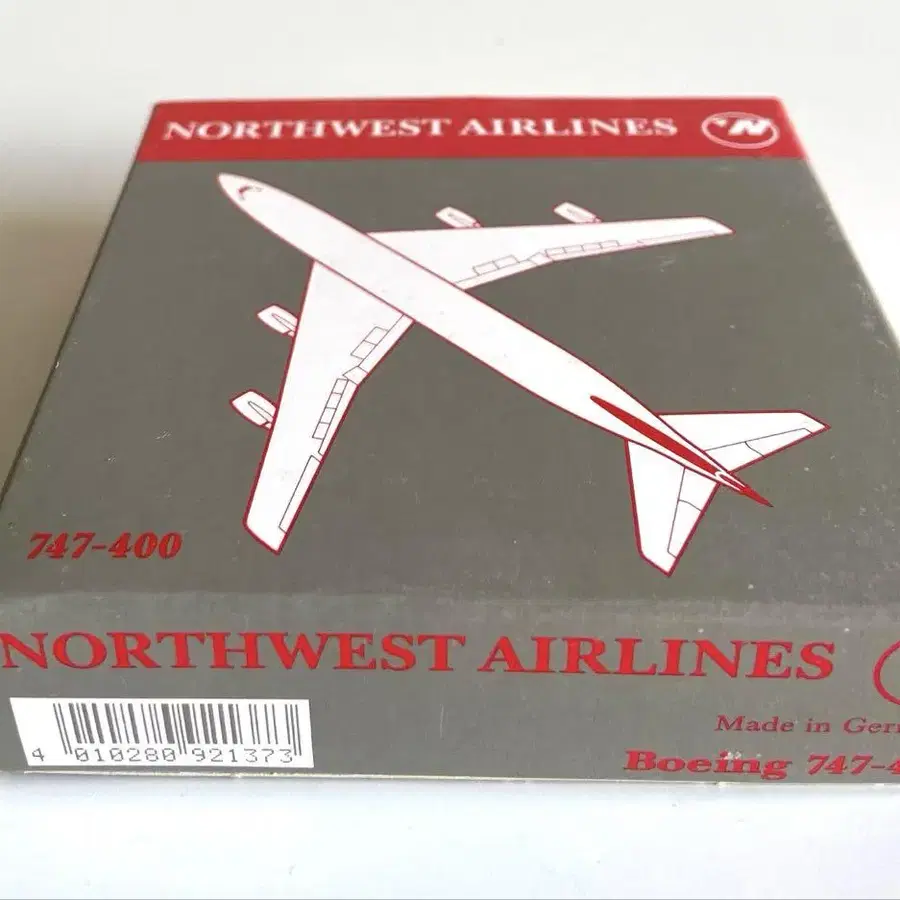 NORTHWEST AIRLINES N
747-400
NORTHWEST AIRLINES
Made in Ger
Boeing 747-4
4 010280 921373